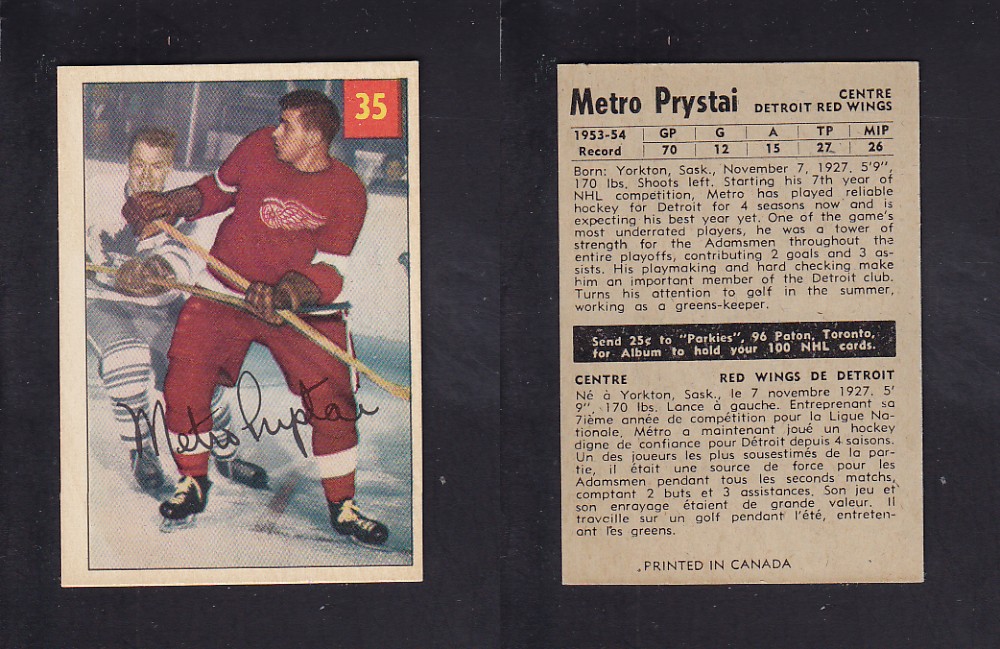 35
Metro Prystai
Metro Prystai
CENTRE
DETROIT RED WINGS
1953-54 GP G A TP MIP
Record 70 12 15 27 26
Born: Yorkton, Sask., November 7, 1927. 5'9",
170 lbs. Shoots left. Starting his 7th year of
NHL competition, Metro has played reliable
hockey for Detroit for 4 seasons now and is
expecting his best year yet. One of the game's
most underrated players, he was a tower of
strength for the Adamsmen throughout the
entire playoffs, contributing 2 goals and 3 as-
sists. His playmaking and hard checking make
him an important member of the Detroit club.
Turns his attention to golf in the summer,
working as a greens-keeper.
Send 25¢ to "Parkies", 96 Paton, Toronto,
for Album to hold your 100 NHL cards.
CENTRE RED WINGS DE DETROIT
Né à Yorkton, Sask., le 7 novembre 1927. 5'
9". 170 lbs. Lance à gauche. Entreprenant sa
7ième année de compétition pour la Ligue Na-
tionale, Métro a maintenant joué un hockey
digne de confiance pour Détroit depuis 4 saisons.
Un des joueurs les plus sousestimés de la par-
tie, il était une source de force pour les
Adamsmen pendant tous les seconds matchs,
comptant 2 buts et 3 assistances. Son jeu et
son enrayage étaient de grande valeur. Il
travaille sur un golf pendant l'été, entreten-
ant les greens.
PRINTED IN CANADA